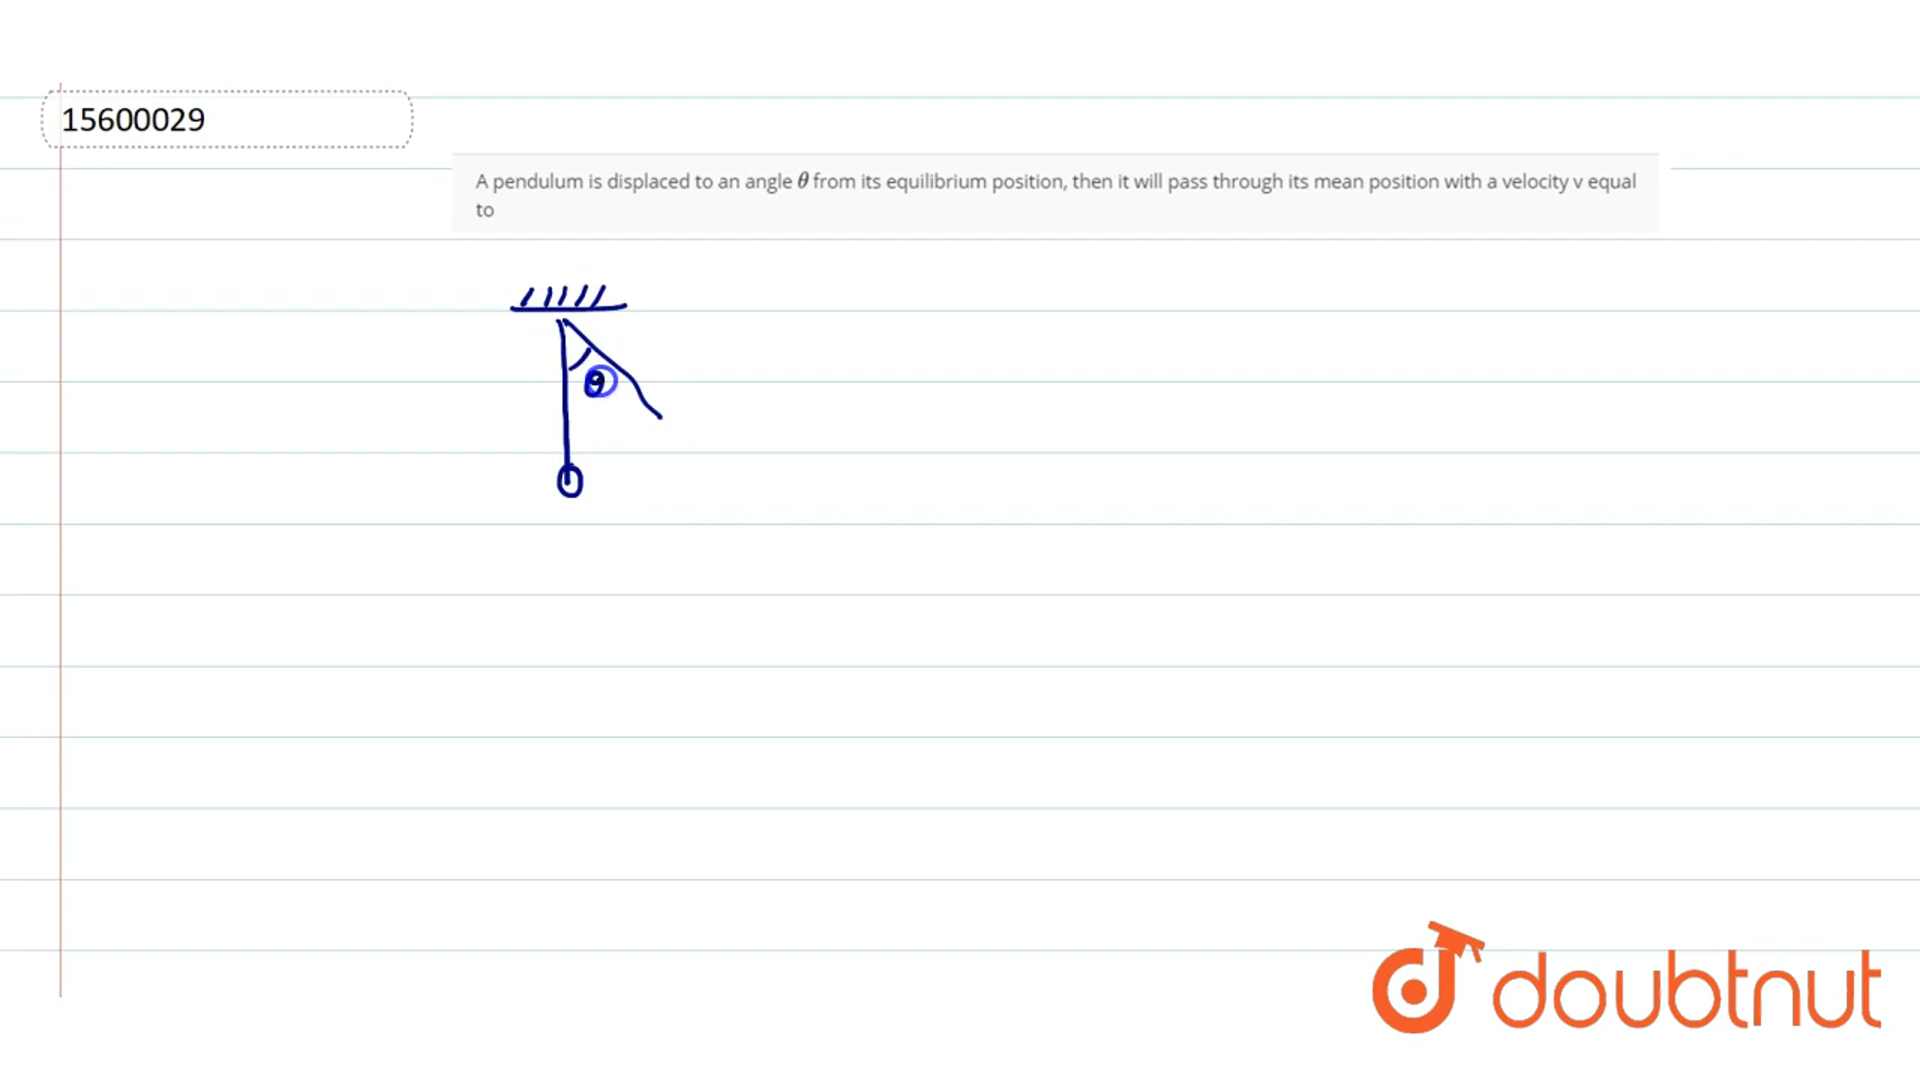 15600029
A pendulum is displaced to an angle θ from its equilibrium position, then it will pass through its mean position with a velocity v equal
to
θ
doubtnut